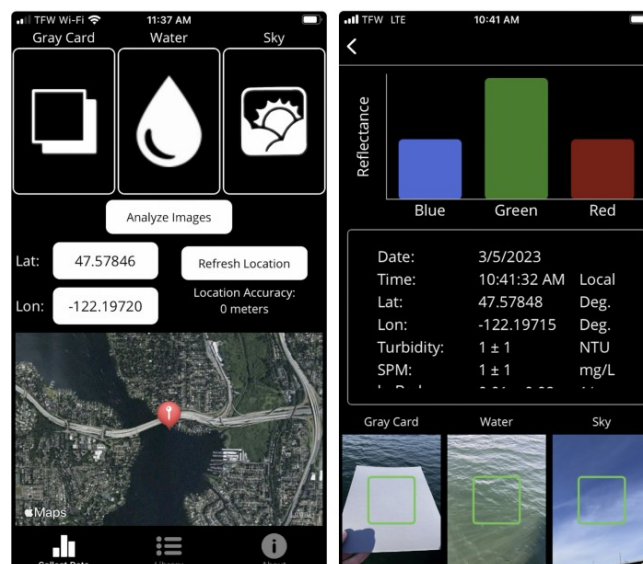 TFW Wi-Fi 11:37 AM
Gray Card Water Sky
Analyze Images
Lat: 47.57846 Refresh Location
Lon: -122.19720 Location Accuracy:
0 meters
Maps
TFW LTE 10:41 AM
Reflectance
Blue Green Red
Date: 3/5/2023
Time: 10:41:32 AM Local
Lat: 47.57848 Deg.
Lon: -122.19715 Deg.
Turbidity: 1 ± 1 NTU
SPM: 1 ± 1 mg/L
Gray Card Water Sky